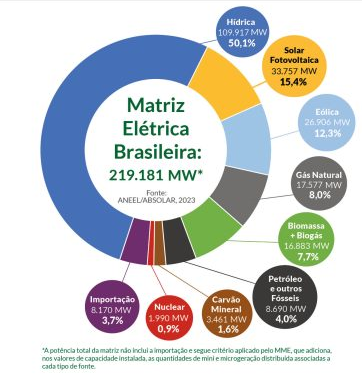 Matriz
Elétrica
Brasileira:
219.181 MW*
Fonte:
ANEEL/ABSOLAR, 2023
Hídrica
109.917 MW
50,1%
Solar
Fotovoltaica
33.757 MW
15,4%
Eólica
26.906 MW
12,3%
Gás Natural
17.577 MW
8,0%
Biomassa
+ Biogás
16.883 MW
7,7%
Petróleo
e outros
Fósseis
8.690 MW
4,0%
Carvão
Mineral
3.461 MW
1,6%
Nuclear
1.990 MW
0,9%
Importação
8.170 MW
3,7%
*A potência total da matriz não inclui a importação e segue critério aplicado pelo MME, que adiciona,
nos valores de capacidade instalada, as quantidades de mini e microgeração distribuída associadas a
cada tipo de fonte.